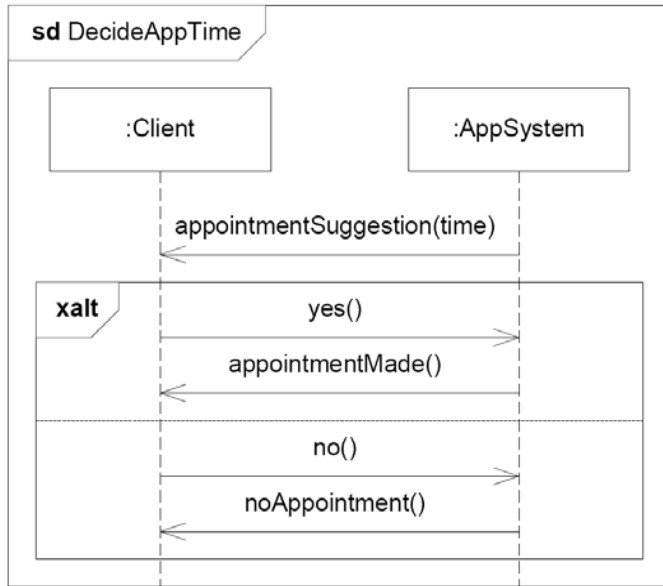 sd DecideAppTime
:Client
:AppSystem
appointmentSuggestion(time)
xalt
yes()
appointmentMade()
no()
noAppointment()